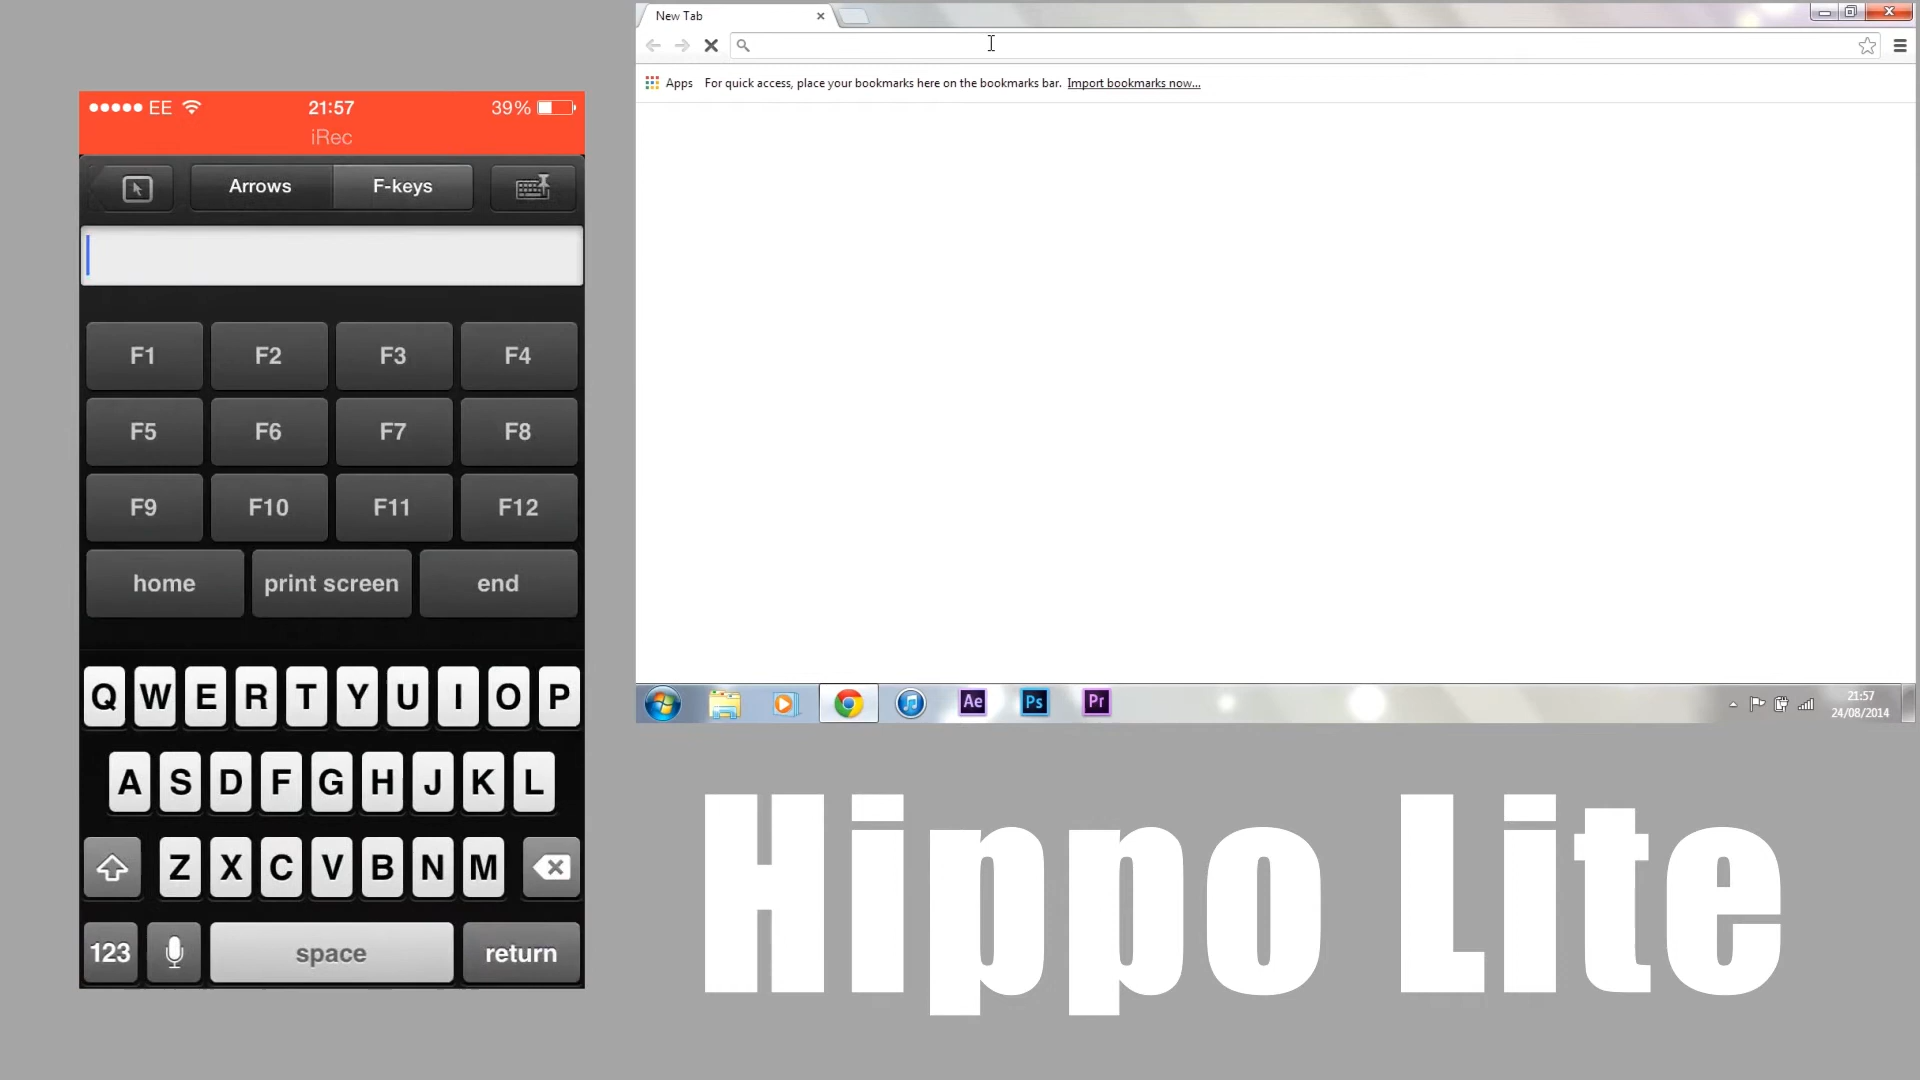 EE 21:57 39%
iRec
Arrows F-keys
F1 F2 F3 F4
F5 F6 F7 F8
F9 F10 F11 F12
home print screen end
Q W E R T Y U I O P
A S D F G H J K L
Z X C V B N M
123 space return
New Tab
Apps For quick access, place your bookmarks here on the bookmarks bar. Import bookmarks now...
Ae Ps Pr
21:57
24/08/2014
Hippo Lite